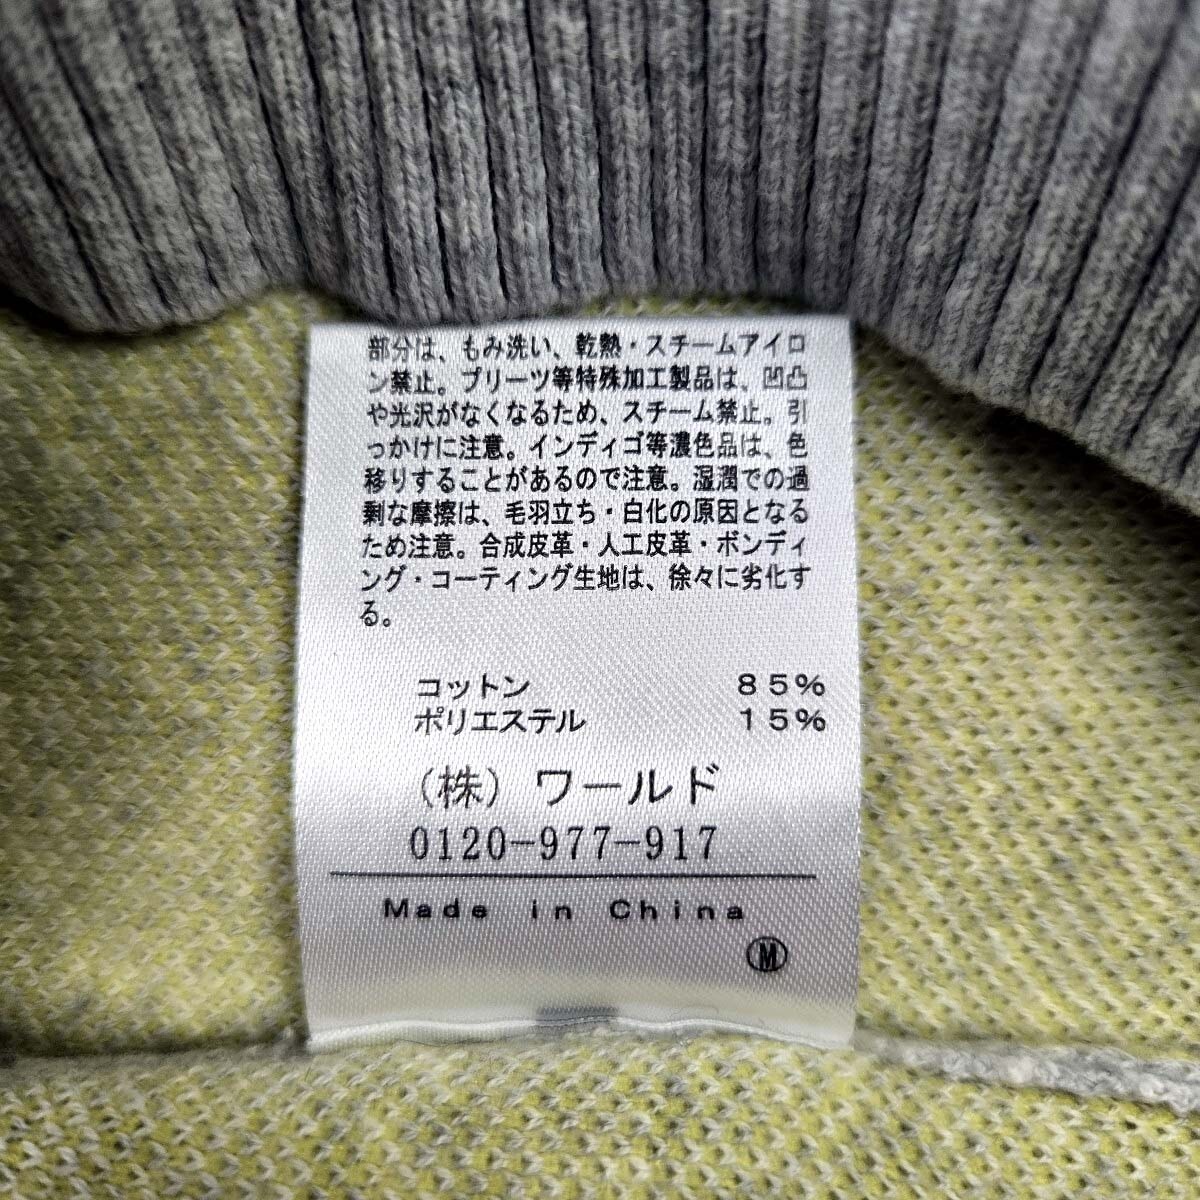 部分は、もみ洗い、乾熱・スチームアイロ
ン禁止。プリーツ等特殊加工製品は、凹凸
や光沢がなくなるため、スチーム禁止。引
っかけに注意。インディゴ等濃色品は、色
移りすることがあるので注意。湿潤での過
剰な摩擦は、毛羽立ち・白化の原因となる
ため注意。合成皮革・人工皮革・ボンディ
ング・コーティング生地は、徐々に劣化す
る。
コットン 85%
ポリエステル 15%
(株)ワールド
0120-977-917
Made in China
Ⓜ